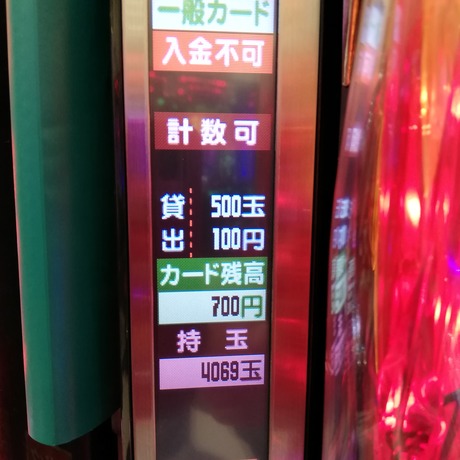 一般カード
入金不可
計数可
貸 500玉
出 100円
カード残高
700円
持 玉
4069玉